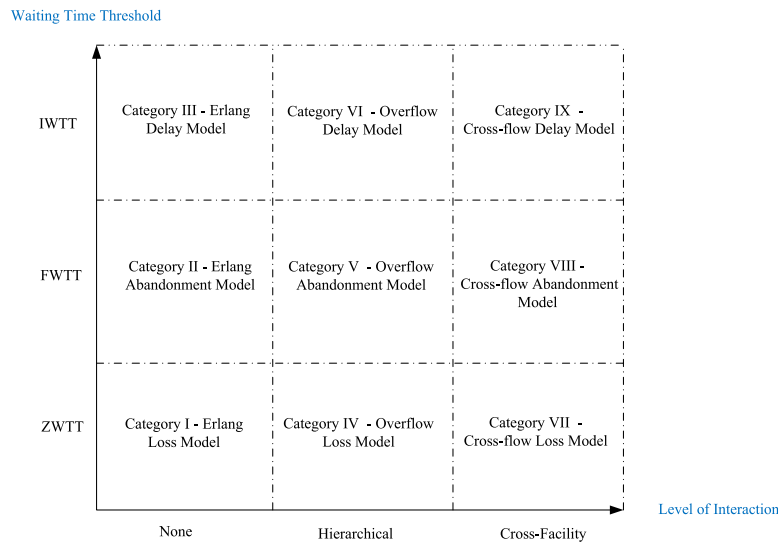 Waiting Time Threshold
IWTT
Category III - Erlang
Delay Model
Category VI - Overflow
Delay Model
Category IX -
Cross-flow Delay Model
FWTT
Category II - Erlang
Abandonment Model
Category V - Overflow
Abandonment Model
Category VIII -
Cross-flow Abandonment
Model
ZWTT
Category I - Erlang
Loss Model
Category IV - Overflow
Loss Model
Category VII -
Cross-flow Loss Model
Level of Interaction
None
Hierarchical
Cross-Facility